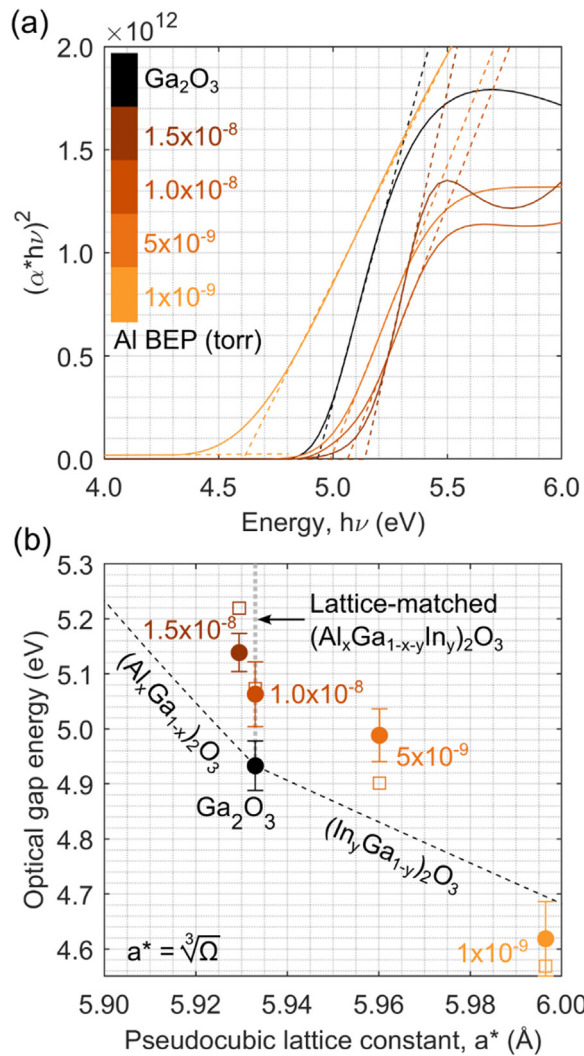 (a)
×10¹²
2.0
1.5
1.0
0.5
0.0
(α*hν)²
Ga₂O₃
1.5x10⁻⁸
1.0x10⁻⁸
5x10⁻⁹
1x10⁻⁹
Al BEP (torr)
4.0 4.5 5.0 5.5 6.0
Energy, hν (eV)
(b)
5.3
5.2
5.1
5.0
4.9
4.8
4.7
4.6
Optical gap energy (eV)
Lattice-matched
(AlₓGa₁₋ₓ₋ᵧInᵧ)₂O₃
1.5x10⁻⁸
(AlₓGa₁₋ₓ)₂O₃
1.0x10⁻⁸
5x10⁻⁹
Ga₂O₃
(InᵧGa₁₋ᵧ)₂O₃
1x10⁻⁹
a* = ∛Ω
5.90 5.92 5.94 5.96 5.98 6.00
Pseudocubic lattice constant, a* (Å)